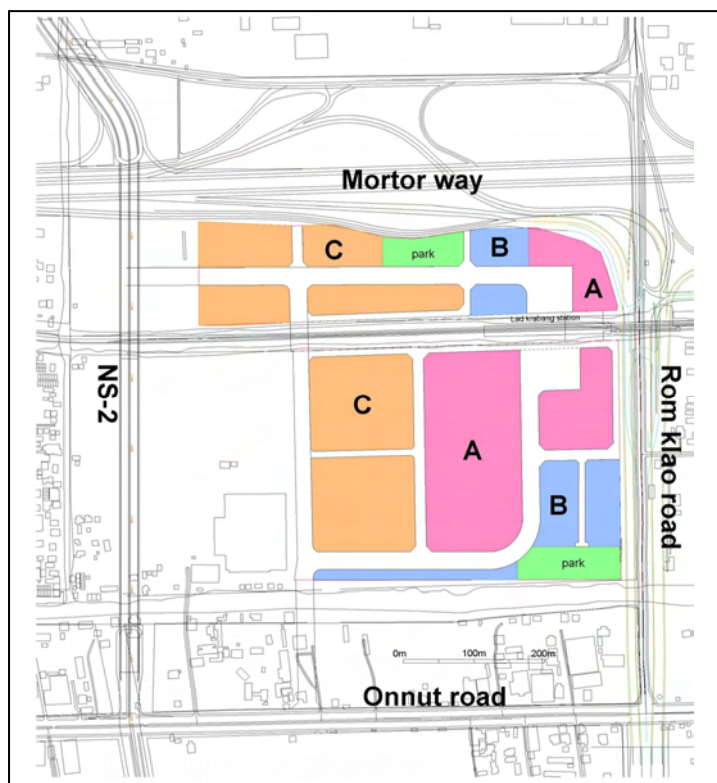 Mortor way
C
park
B
A
Lad krabang station
NS-2
C
A
B
Rom klao road
park
0m 100m 200m
Onnut road